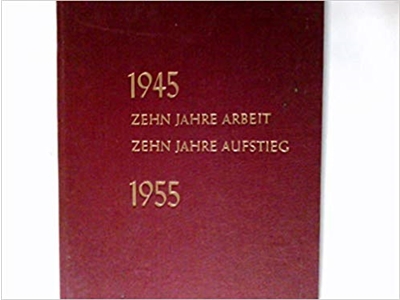 1945
ZEHN JAHRE ARBEIT
ZEHN JAHRE AUFSTIEG
1955